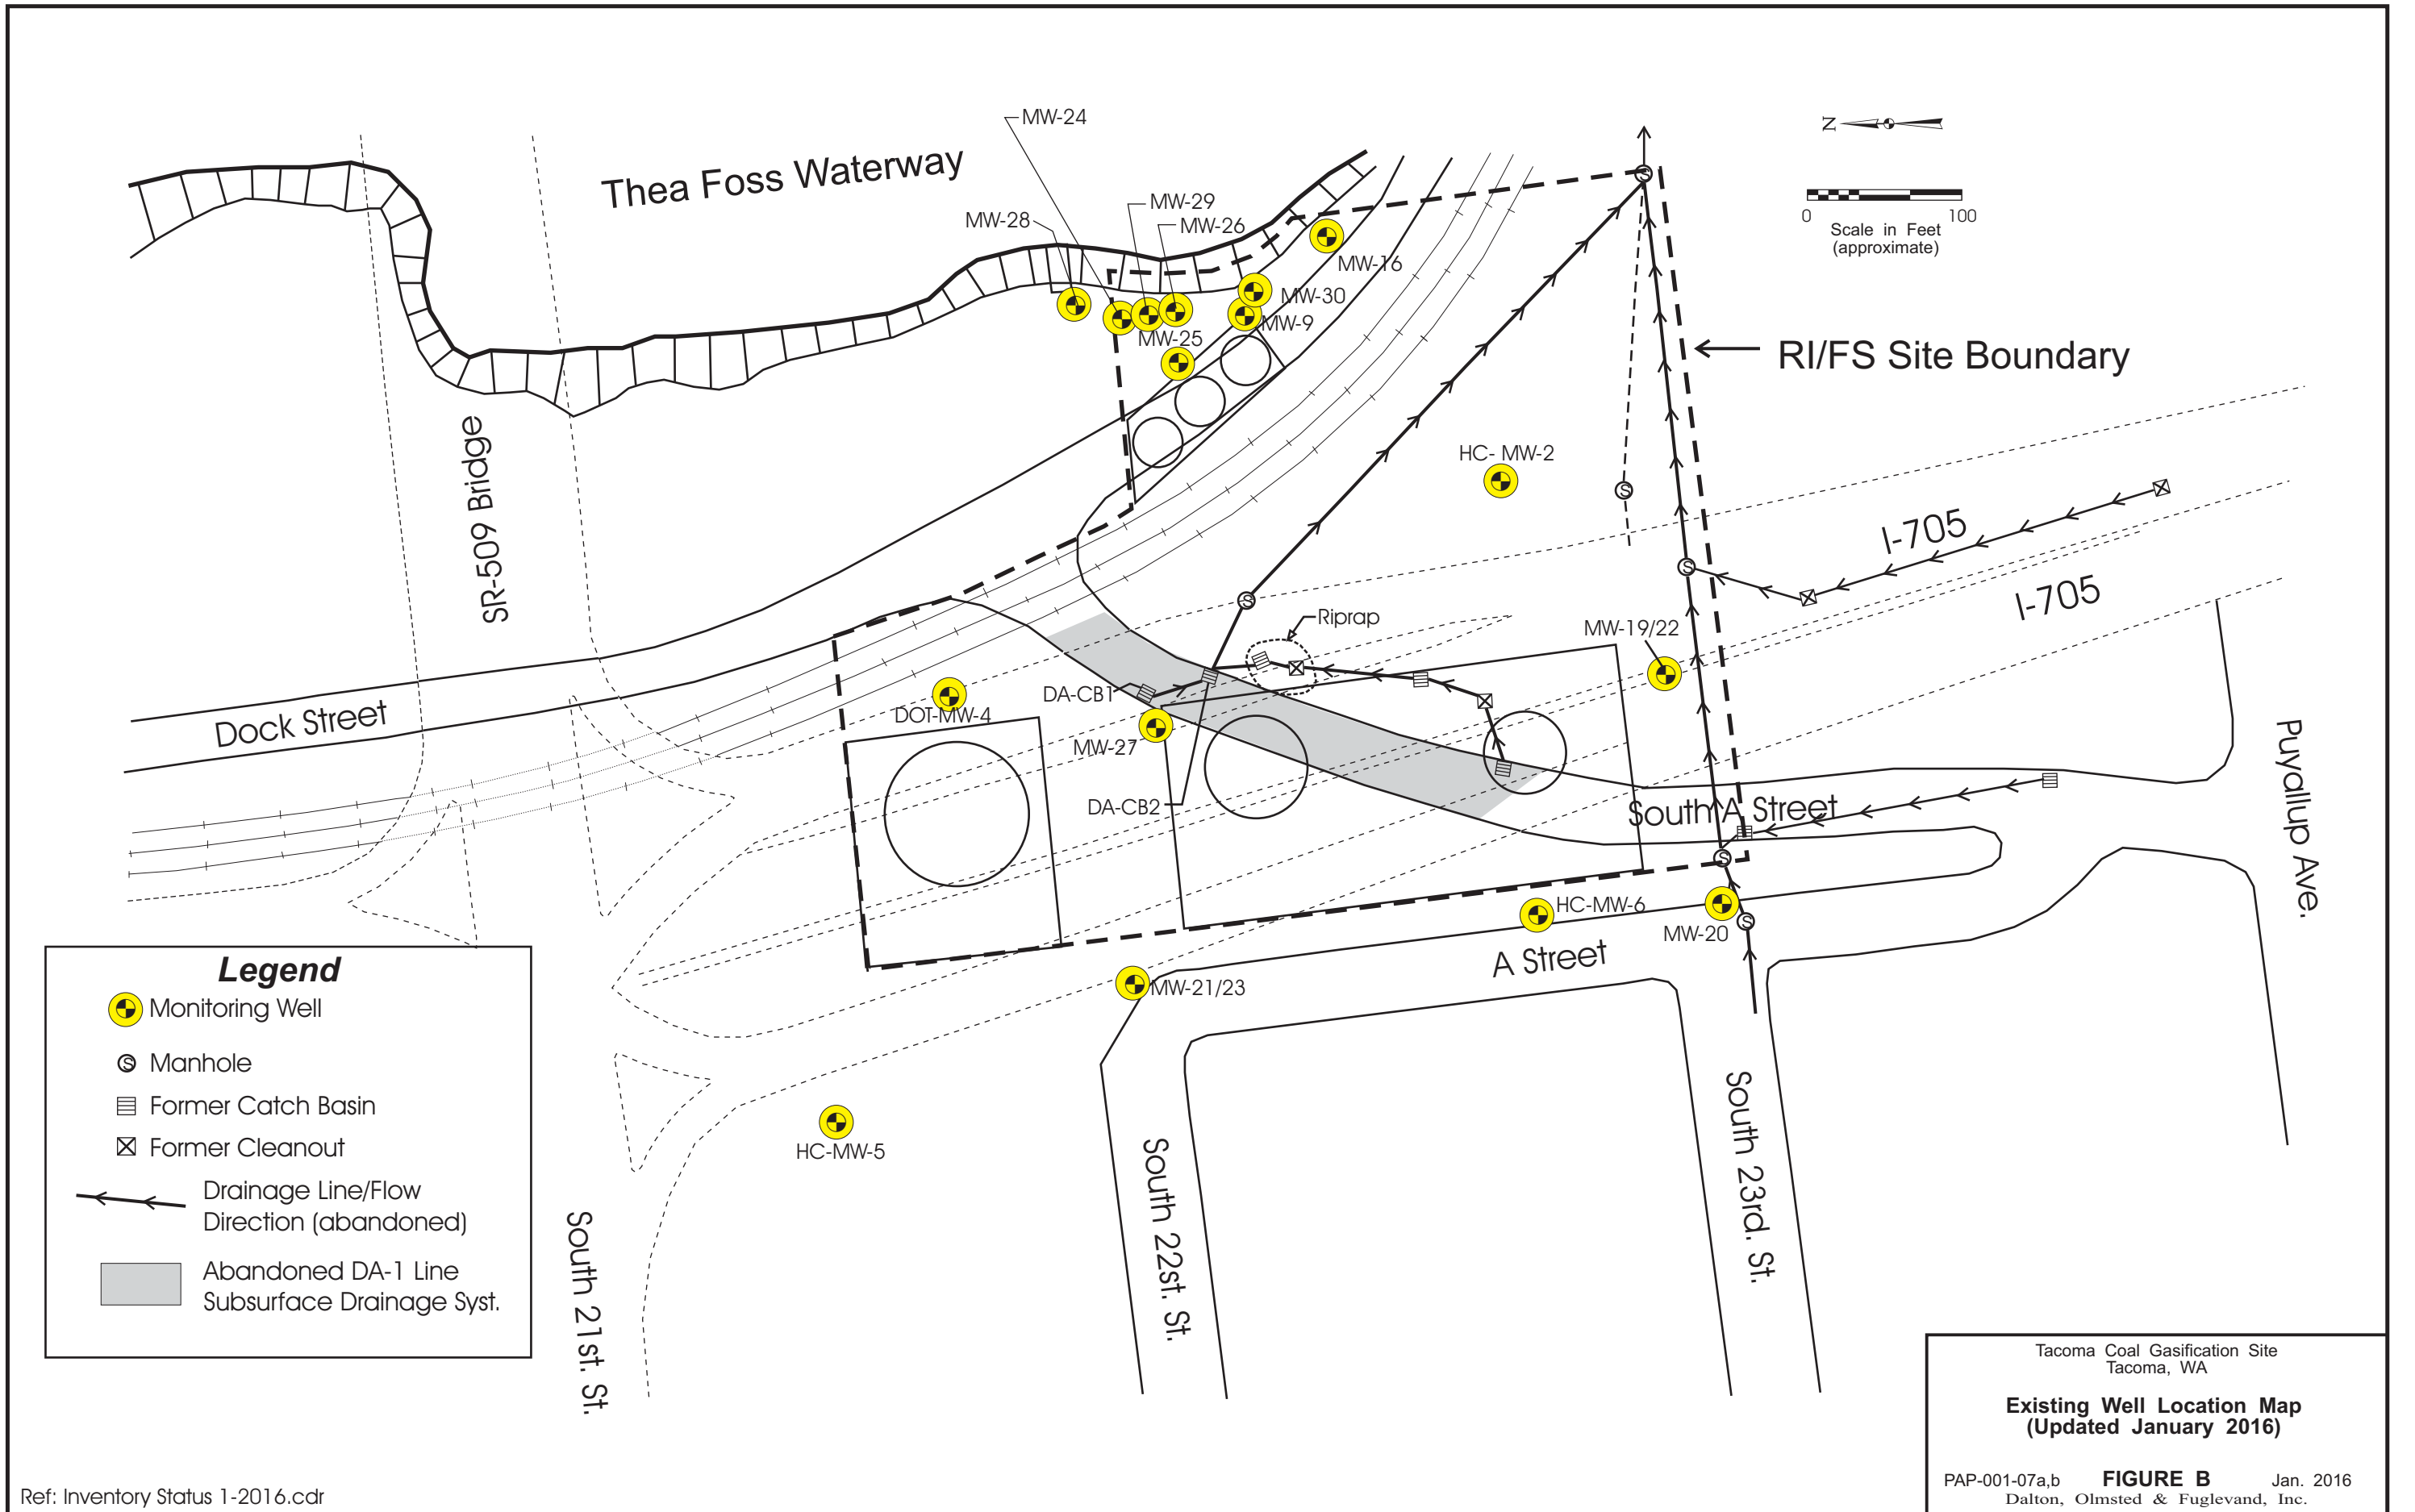 MW-24
Thea Foss Waterway
MW-28
MW-29
MW-26
MW-16
MW-30
MW-9
MW-25
N
0 100
Scale in Feet
(approximate)
RI/FS Site Boundary
HC- MW-2
SR-509 Bridge
I-705
I-705
Riprap
MW-19/22
Dock Street
DOT-MW-4
DA-CB1
MW-27
DA-CB2
South A Street
Puyallup Ave.
HC-MW-6
MW-20
A Street
MW-21/23
HC-MW-5
South 21st. St.
South 22st. St.
South 23rd. St.
S
S
S
S
S
S
Legend
Monitoring Well
S Manhole
Former Catch Basin
Former Cleanout
Drainage Line/Flow
Direction (abandoned)
Abandoned DA-1 Line
Subsurface Drainage Syst.
Ref: Inventory Status 1-2016.cdr
Tacoma Coal Gasification Site
Tacoma, WA
Existing Well Location Map
(Updated January 2016)
PAP-001-07a,b FIGURE B Jan. 2016
Dalton, Olmsted & Fuglevand, Inc.